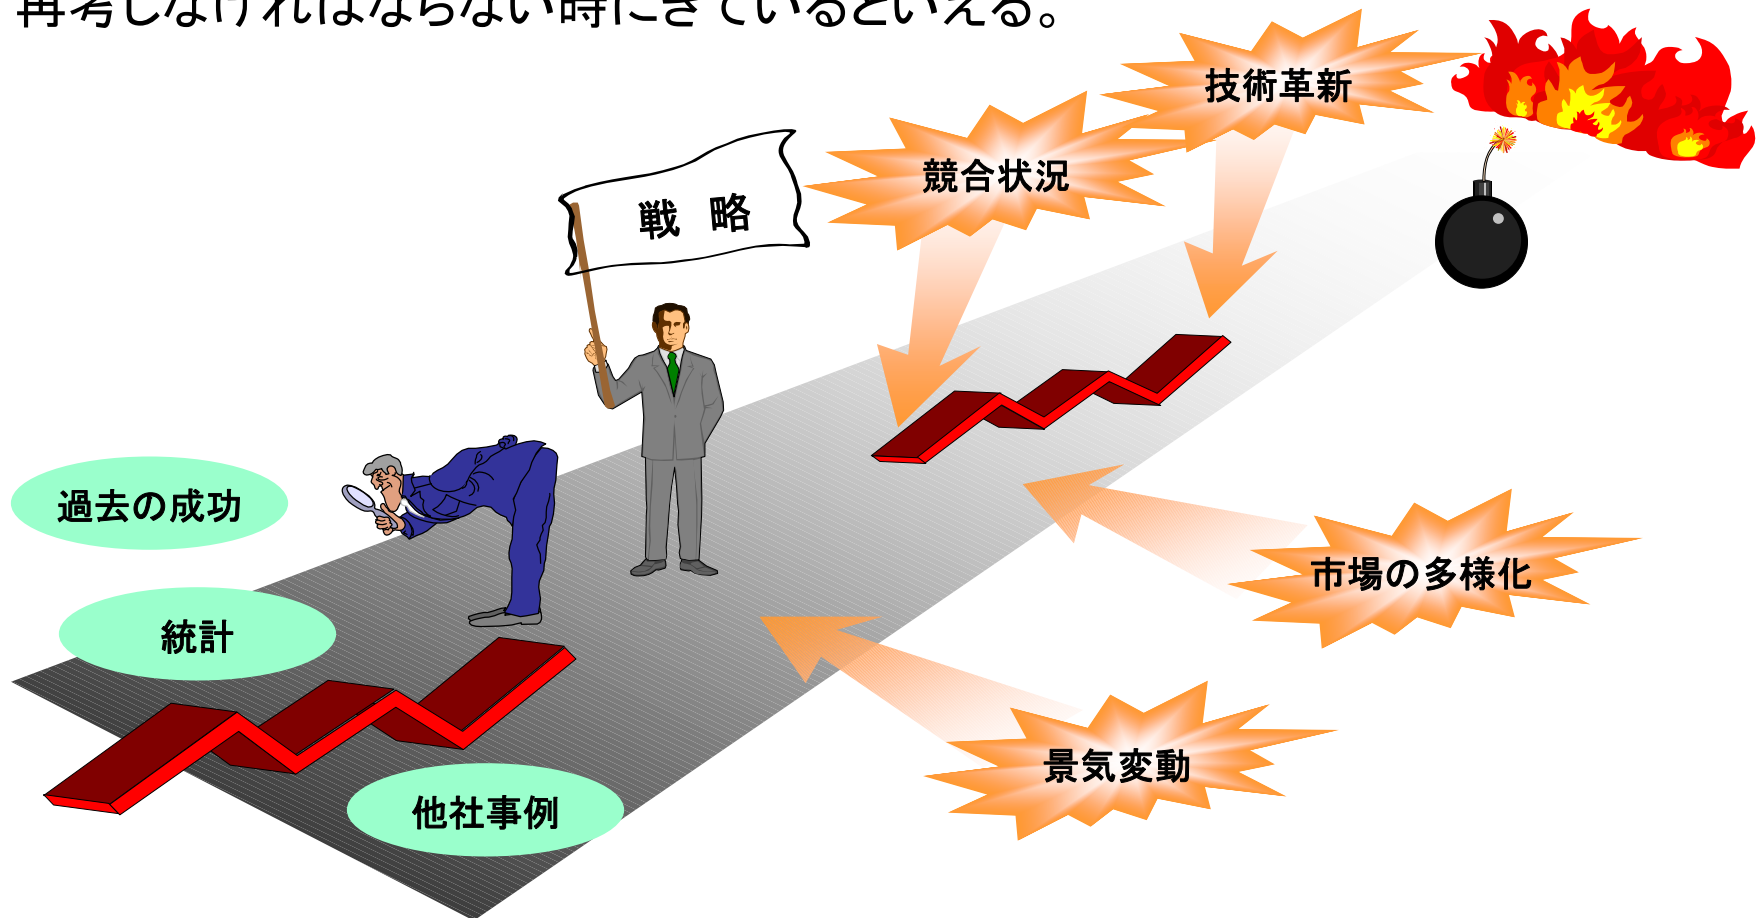 再考しなければならない時にきているといえる。
技術革新
競合状況
戦 略
過去の成功
市場の多様化
統計
景気変動
他社事例